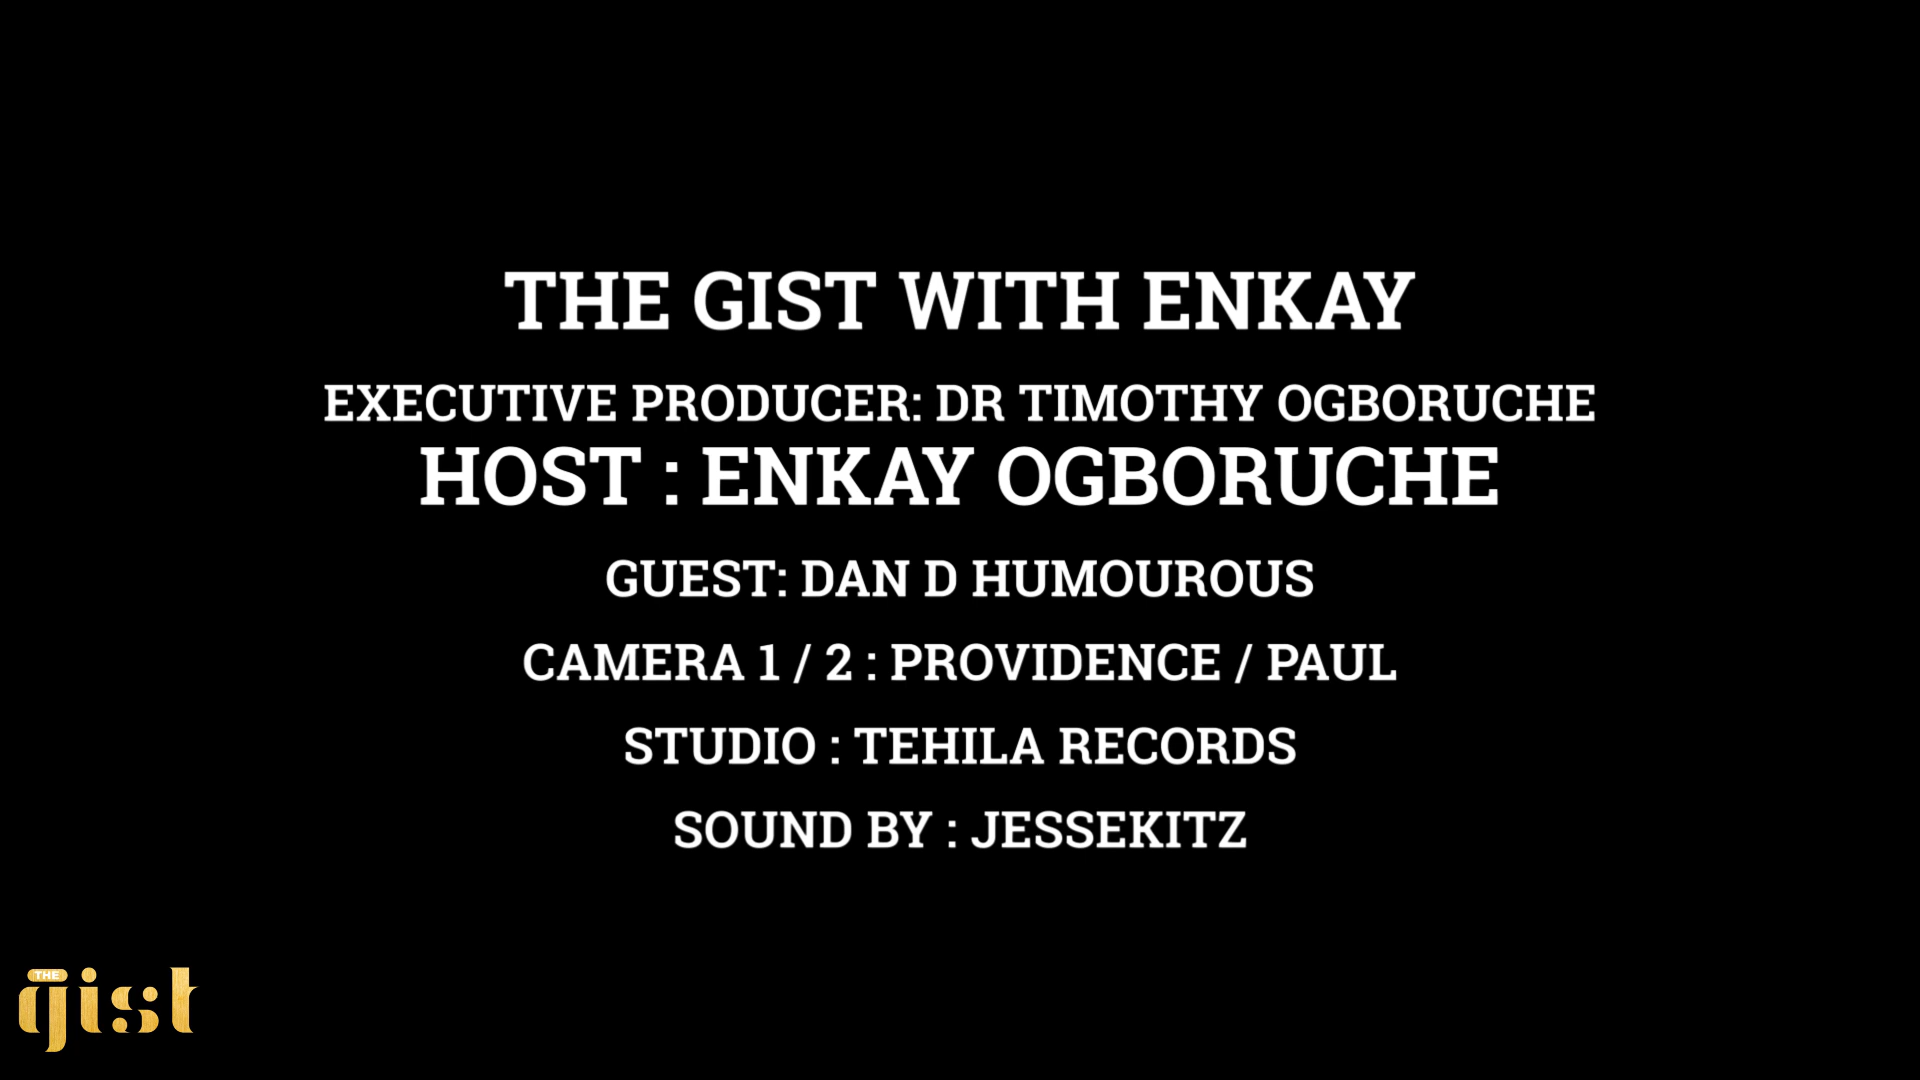 THE GIST WITH ENKAY
EXECUTIVE PRODUCER: DR TIMOTHY OGBORUCHE
HOST : ENKAY OGBORUCHE
GUEST: DAN D HUMOUROUS
CAMERA 1 / 2 : PROVIDENCE / PAUL
STUDIO : TEHILA RECORDS
SOUND BY : JESSEKITZ
THE
gist